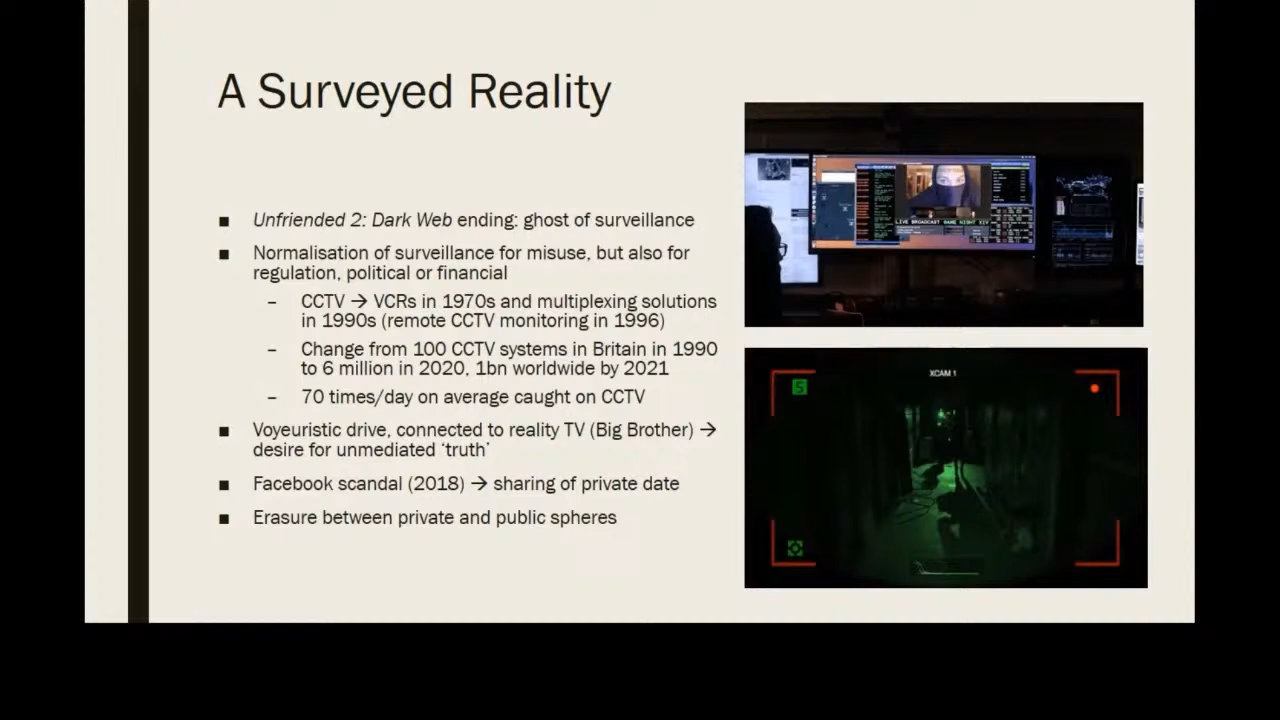 A Surveyed Reality
■ Unfriended 2: Dark Web ending: ghost of surveillance
■ Normalisation of surveillance for misuse, but also for
regulation, political or financial
– CCTV → VCRs in 1970s and multiplexing solutions
in 1990s (remote CCTV monitoring in 1996)
– Change from 100 CCTV systems in Britain in 1990
to 6 million in 2020, 1bn worldwide by 2021
– 70 times/day on average caught on CCTV
■ Voyeuristic drive, connected to reality TV (Big Brother) →
desire for unmediated ‘truth’
■ Facebook scandal (2018) → sharing of private date
■ Erasure between private and public spheres
LIVE BROADCAST GAME NIGHT XIV
XCAM 1
S